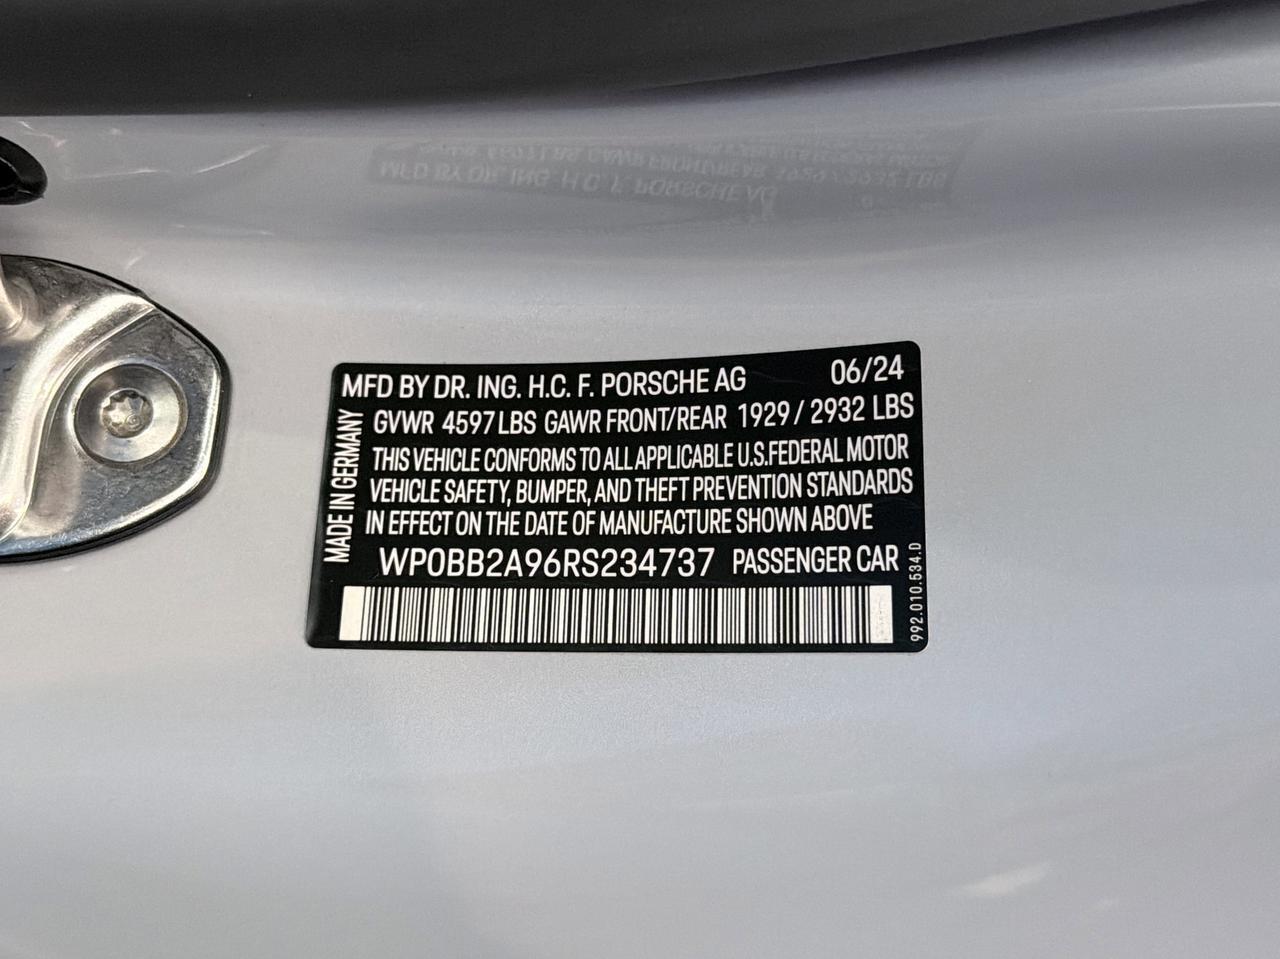 MFD BY DR. ING. H.C. F. PORSCHE AG 06/24
GVWR 4597 LBS GAWR FRONT/REAR 1929 / 2932 LBS
THIS VEHICLE CONFORMS TO ALL APPLICABLE U.S.FEDERAL MOTOR
VEHICLE SAFETY, BUMPER, AND THEFT PREVENTION STANDARDS
IN EFFECT ON THE DATE OF MANUFACTURE SHOWN ABOVE
WP0BB2A96RS234737 PASSENGER CAR
MADE IN GERMANY
992.010.534.D